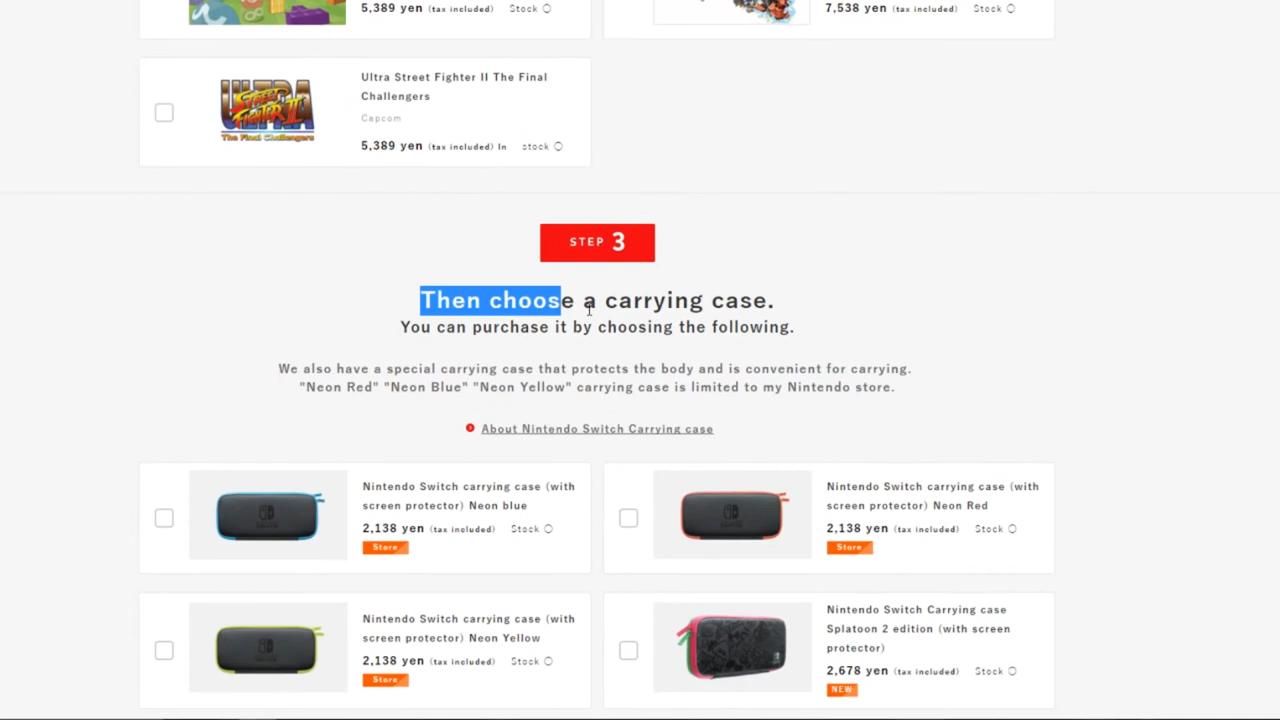 5,389 yen (tax included) Stock
7,538 yen (tax included) Stock
ULTRA
STREET
FIGHTER II
The Final Challengers
Ultra Street Fighter II The Final
Challengers
Capcom
5,389 yen (tax included) In stock
STEP 3
Then choose a carrying case.
You can purchase it by choosing the following.
We also have a special carrying case that protects the body and is convenient for carrying.
"Neon Red" "Neon Blue" "Neon Yellow" carrying case is limited to my Nintendo store.
About Nintendo Switch Carrying case
Nintendo Switch carrying case (with
screen protector) Neon blue
2,138 yen (tax included) Stock
Store
Nintendo Switch carrying case (with
screen protector) Neon Red
2,138 yen (tax included) Stock
Store
Nintendo Switch carrying case (with
screen protector) Neon Yellow
2,138 yen (tax included) Stock
Store
Nintendo Switch Carrying case
Splatoon 2 edition (with screen
protector)
2,678 yen (tax included) Stock
NEW